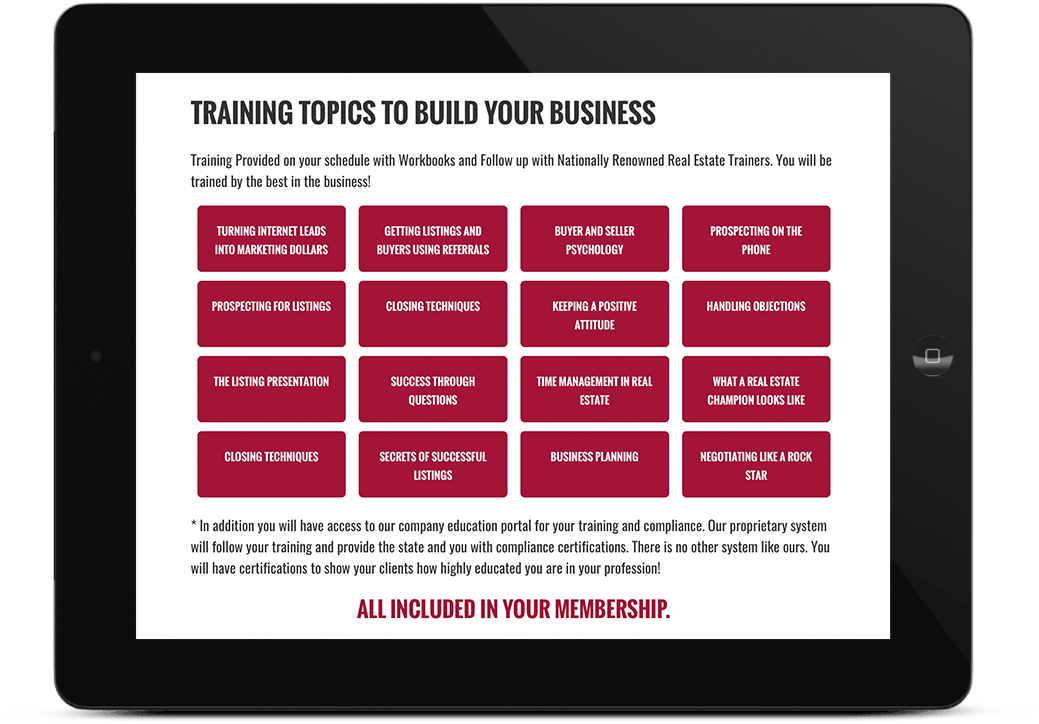 TRAINING TOPICS TO BUILD YOUR BUSINESS
Training Provided on your schedule with Workbooks and Follow up with Nationally Renowned Real Estate Trainers. You will be
trained by the best in the business!
TURNING INTERNET LEADS
INTO MARKETING DOLLARS
GETTING LISTINGS AND
BUYERS USING REFERRALS
BUYER AND SELLER
PSYCHOLOGY
PROSPECTING ON THE
PHONE
PROSPECTING FOR LISTINGS
CLOSING TECHNIQUES
KEEPING A POSITIVE
ATTITUDE
HANDLING OBJECTIONS
THE LISTING PRESENTATION
SUCCESS THROUGH
QUESTIONS
TIME MANAGEMENT IN REAL
ESTATE
WHAT A REAL ESTATE
CHAMPION LOOKS LIKE
CLOSING TECHNIQUES
SECRETS OF SUCCESSFUL
LISTINGS
BUSINESS PLANNING
NEGOTIATING LIKE A ROCK
STAR
* In addition you will have access to our company education portal for your training and compliance. Our proprietary system
will follow your training and provide the state and you with compliance certifications. There is no other system like ours. You
will have certifications to show your clients how highly educated you are in your profession!
ALL INCLUDED IN YOUR MEMBERSHIP.